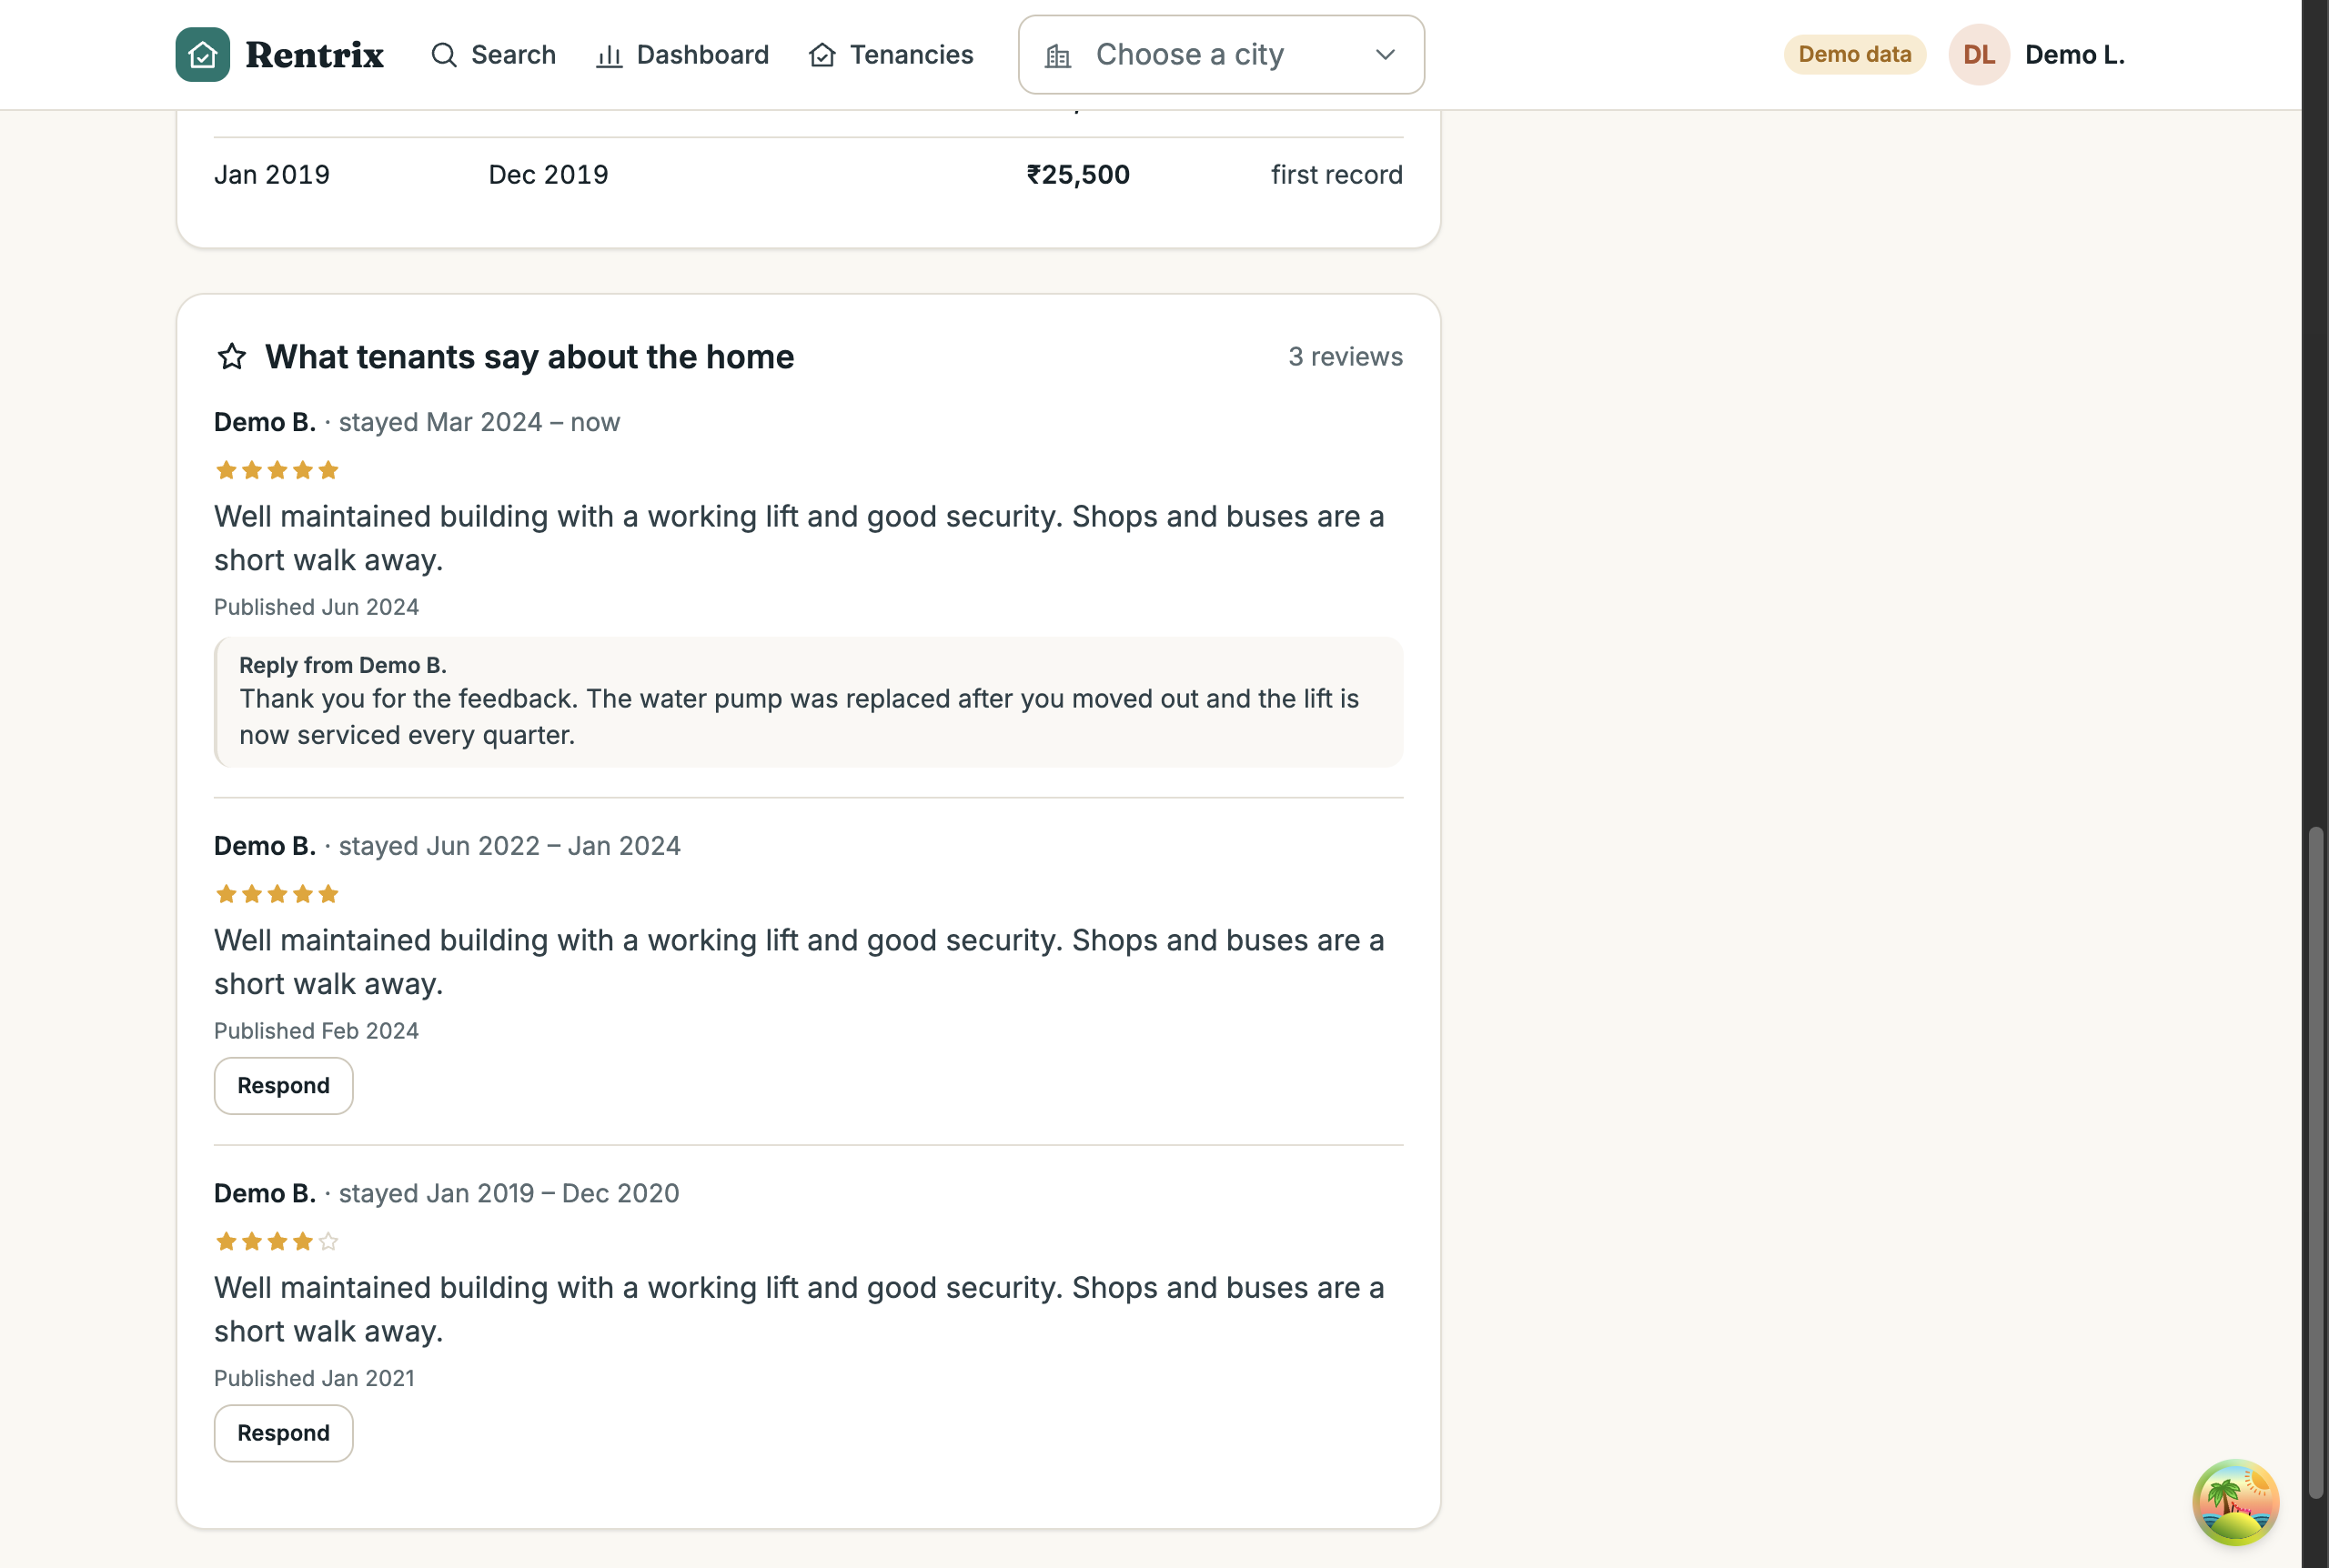 Rentrix
Search
Dashboard
Tenancies
Choose a city
Demo data
DL
Demo L.
Jan 2019 Dec 2019 ₹25,500 first record
What tenants say about the home
3 reviews
Demo B. · stayed Mar 2024 – now
Well maintained building with a working lift and good security. Shops and buses are a
short walk away.
Published Jun 2024
Reply from Demo B.
Thank you for the feedback. The water pump was replaced after you moved out and the lift is
now serviced every quarter.
Demo B. · stayed Jun 2022 – Jan 2024
Well maintained building with a working lift and good security. Shops and buses are a
short walk away.
Published Feb 2024
Respond
Demo B. · stayed Jan 2019 – Dec 2020
Well maintained building with a working lift and good security. Shops and buses are a
short walk away.
Published Jan 2021
Respond